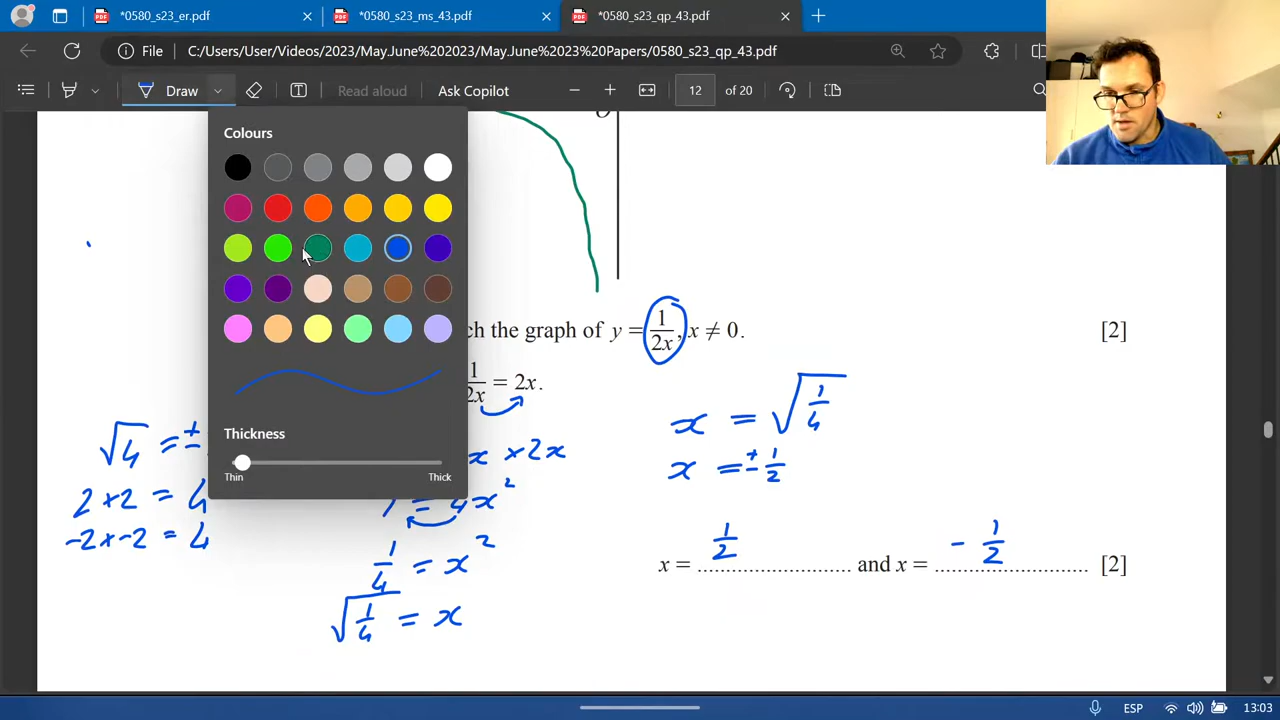 *0580_s23_er.pdf
*0580_s23_ms_43.pdf
*0580_s23_qp_43.pdf
File
C:/Users/User/Videos/2023/May.June%202023/May.June%2023%20Papers/0580_s23_qp_43.pdf
Draw
Read aloud
Ask Copilot
12
of 20
Colours
Thickness
Thin
Thick
ch the graph of y = 1/2x, x ≠ 0.
[2]
1/2x = 2x.
√4 = ±
2 × 2 = 4
-2 × -2 = 4
x × 2x
1 = 4x²
1/4 = x²
√1/4 = x
x = √1/4
x = ± 1/2
x = 1/2 and x = - 1/2 [2]
ESP
13:03